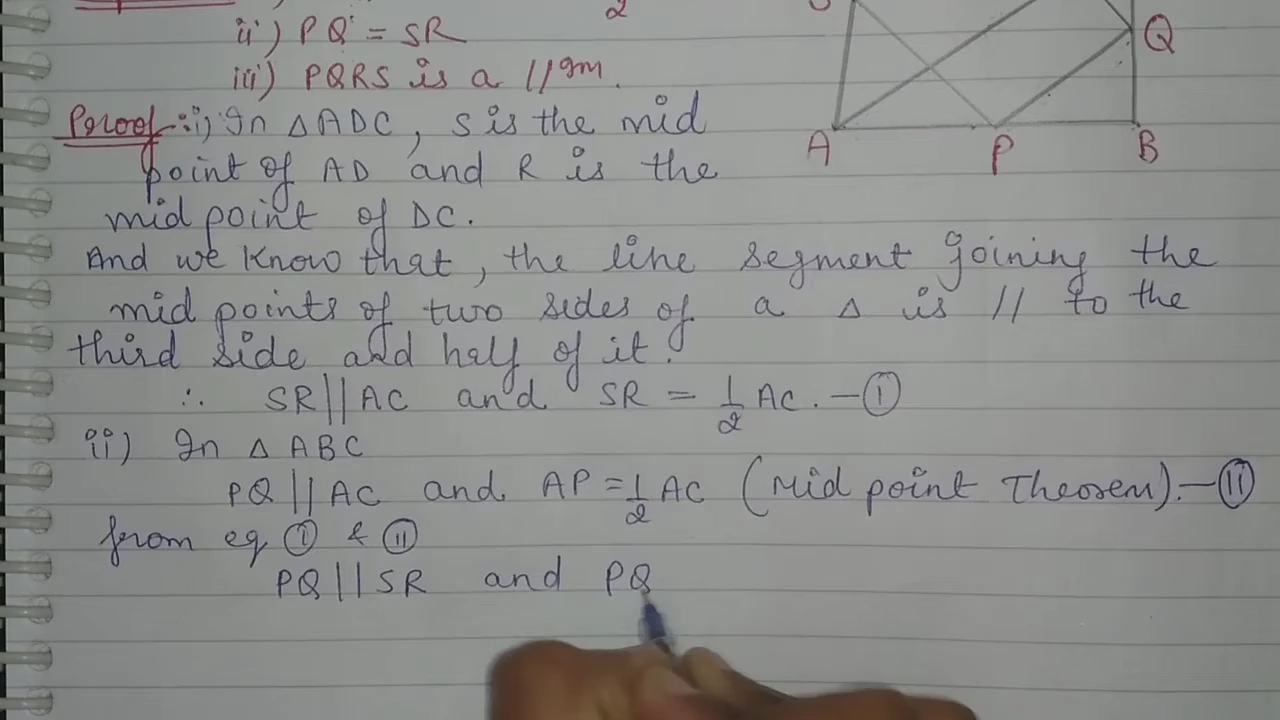 2
ii) PQ = SR
iii) PQRS is a //gm.
Q
Proof :- i) In △ADC, S is the mid
A P B
point of AD and R is the
midpoint of DC.
And we know that, the line segment joining the
mid points of two sides of a △ is // to the
third side and half of it.
∴ SR||AC and SR = 1/2 AC. — Ⓘ
ii) In △ ABC
PQ||AC and AP = 1/2 AC (Mid point Theorem). — ⒾⒾ
from eq Ⓘ & ⒾⒾ
PQ||SR and PQ